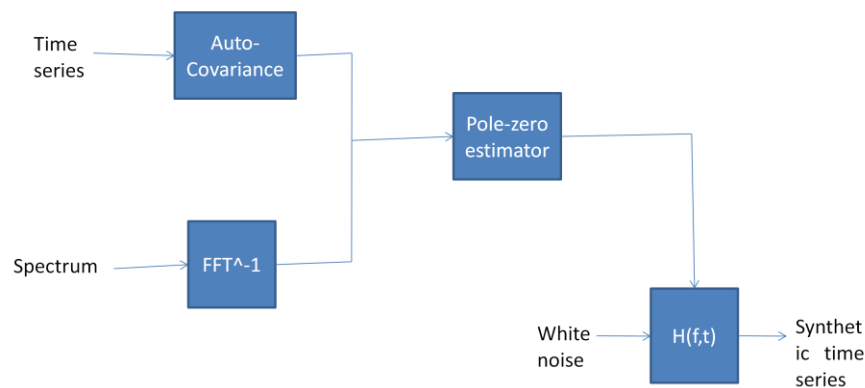 Time
series
Auto-
Covariance
Pole-zero
estimator
Spectrum
FFT^-1
White
noise
H(f,t)
Synthet
ic time
series